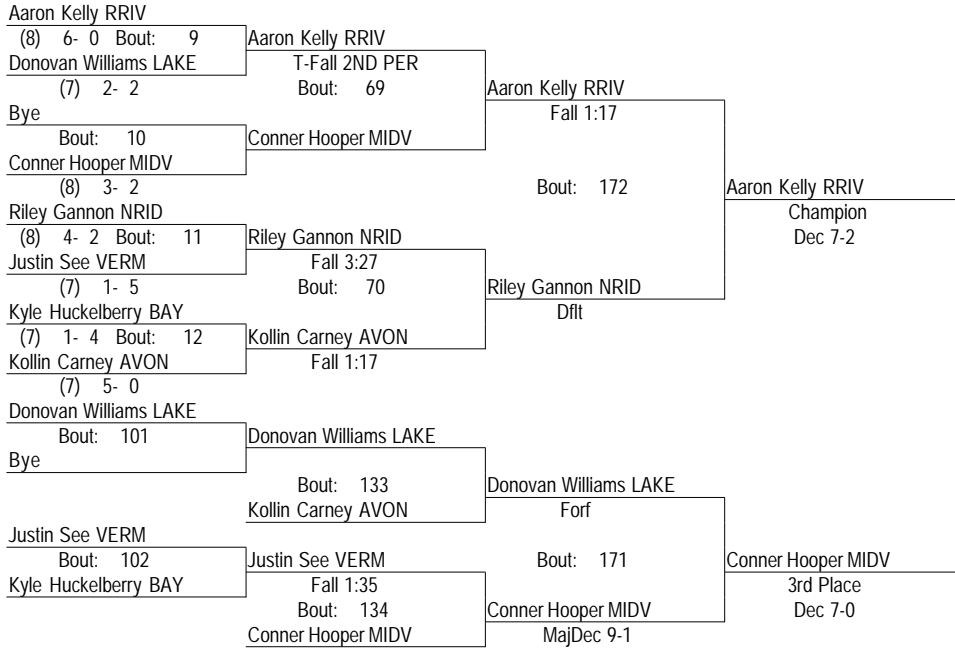 Aaron Kelly RRIV
(8) 6- 0 Bout: 9 Aaron Kelly RRIV
Donovan Williams LAKE T-Fall 2ND PER
(7) 2- 2 Bout: 69 Aaron Kelly RRIV
Bye Fall 1:17
Bout: 10 Conner Hooper MIDV
Conner Hooper MIDV
(8) 3- 2 Bout: 172 Aaron Kelly RRIV
Riley Gannon NRID Champion
(8) 4- 2 Bout: 11 Riley Gannon NRID Dec 7-2
Justin See VERM Fall 3:27
(7) 1- 5 Bout: 70 Riley Gannon NRID
Kyle Huckelberry BAY Dflt
(7) 1- 4 Bout: 12 Kollin Carney AVON
Kollin Carney AVON Fall 1:17
(7) 5- 0
Donovan Williams LAKE
Bout: 101 Donovan Williams LAKE
Bye
Bout: 133 Donovan Williams LAKE
Kollin Carney AVON Forf
Justin See VERM
Bout: 102 Justin See VERM Bout: 171 Conner Hooper MIDV
Kyle Huckelberry BAY Fall 1:35 3rd Place
Bout: 134 Conner Hooper MIDV Dec 7-0
Conner Hooper MIDV MajDec 9-1